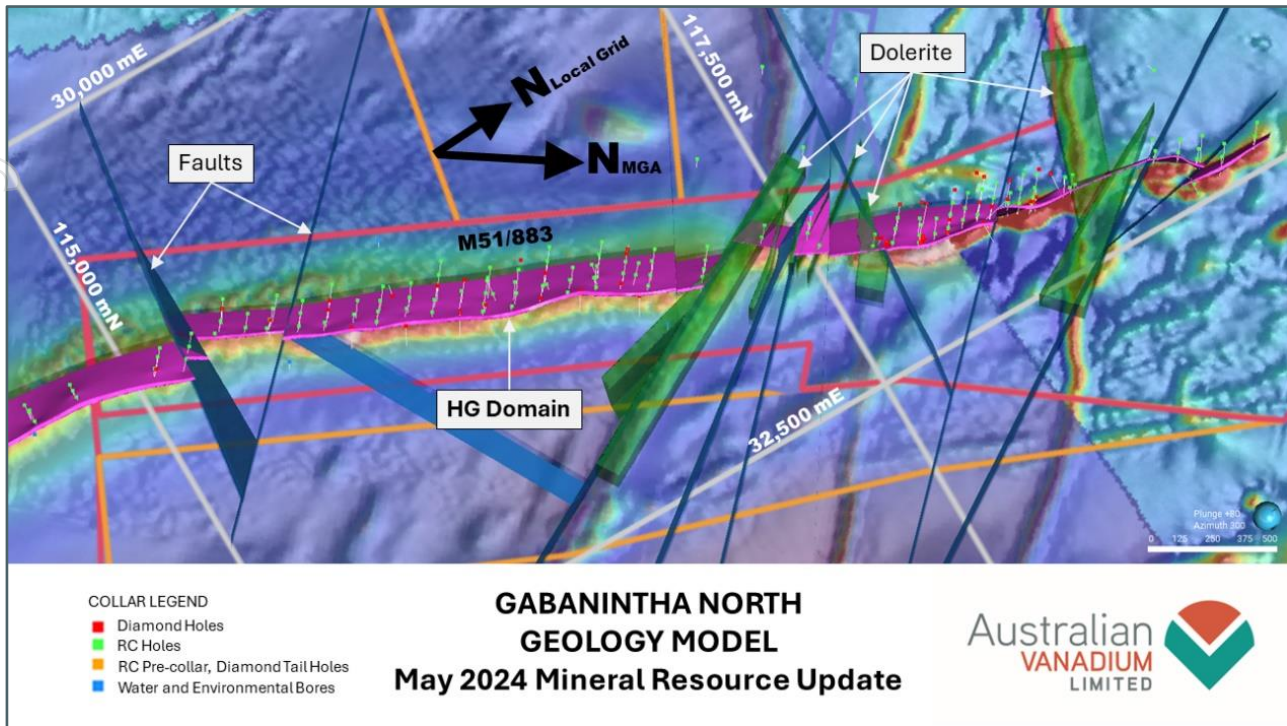 30,000 mE
N Local Grid
N MGA
117,500 mN
Dolerite
Faults
M51/883
115,000 mN
HG Domain
32,500 mE
Plunge +80
Azimuth 300
0 125 250 375 500
COLLAR LEGEND
Diamond Holes
RC Holes
RC Pre-collar, Diamond Tail Holes
Water and Environmental Bores
GABANINTHA NORTH
GEOLOGY MODEL
May 2024 Mineral Resource Update
Australian
VANADIUM
LIMITED